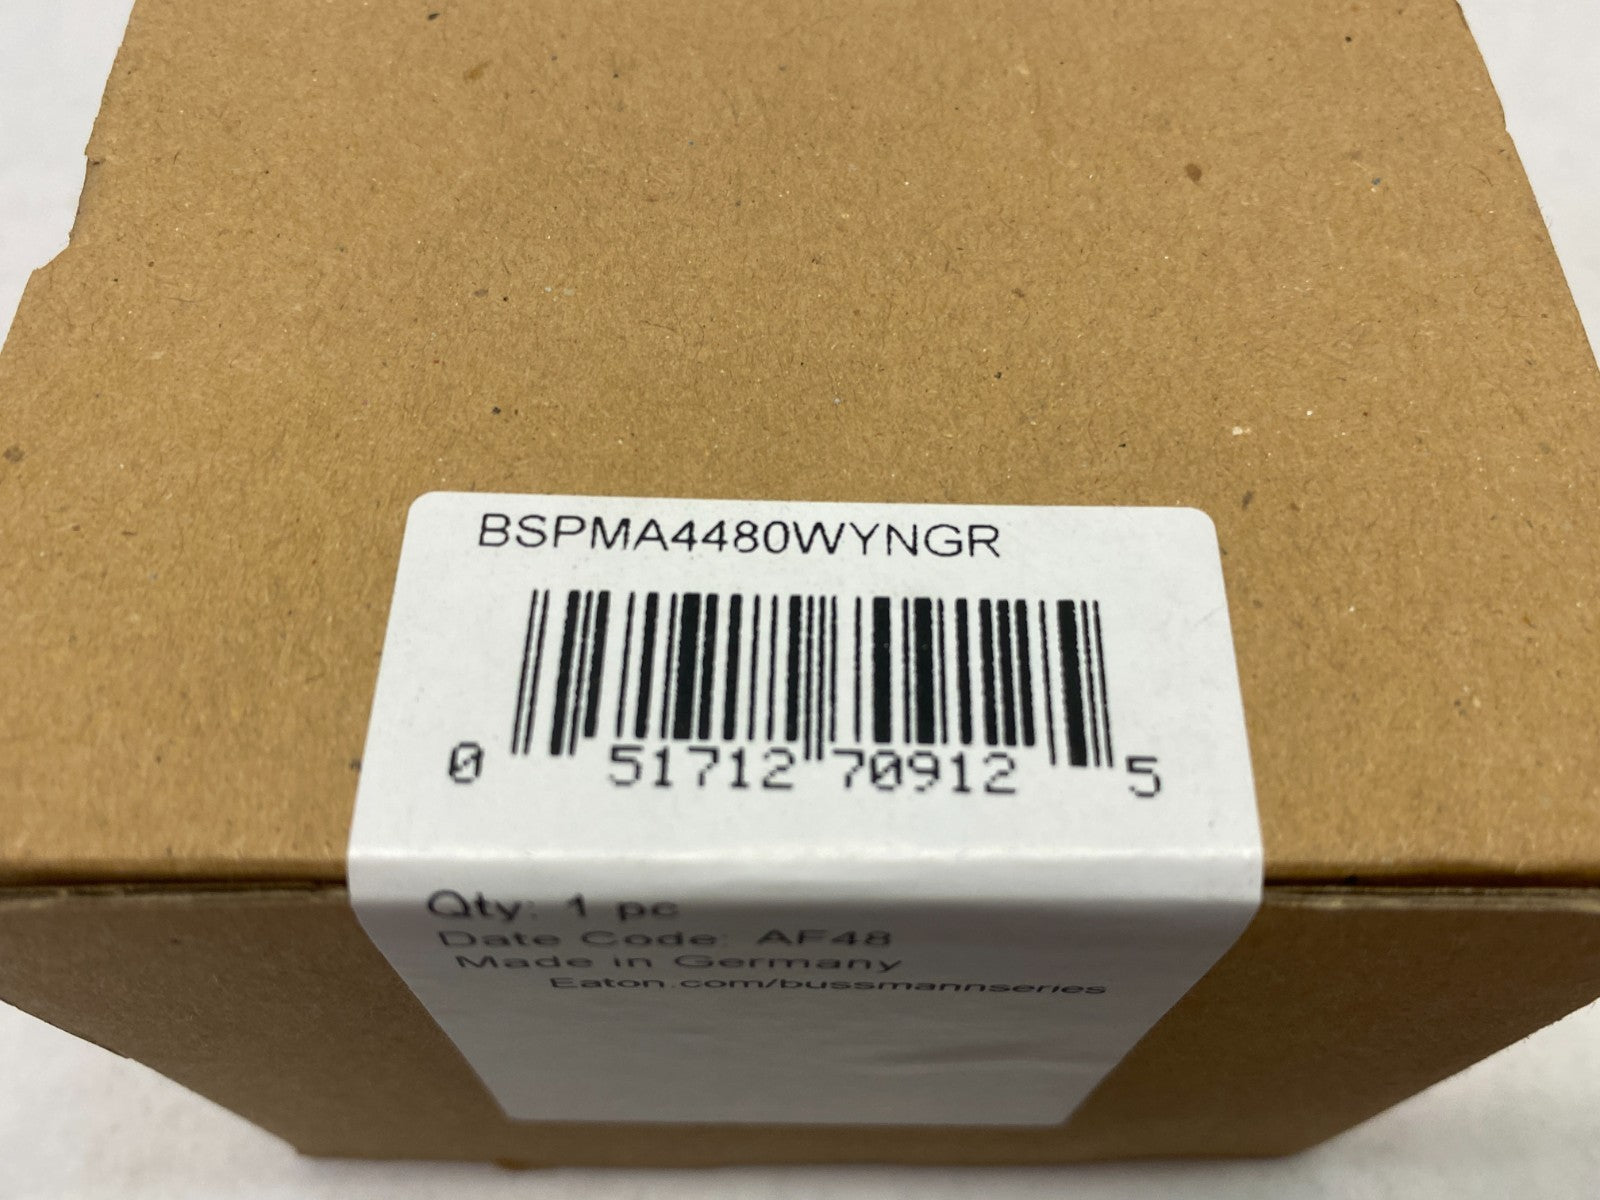 BSPMA4480WYNGR
0 51712 70912 5
Qty: 1 pc
Date Code: AF48
Made in Germany
Eaton.com/bussmannseries